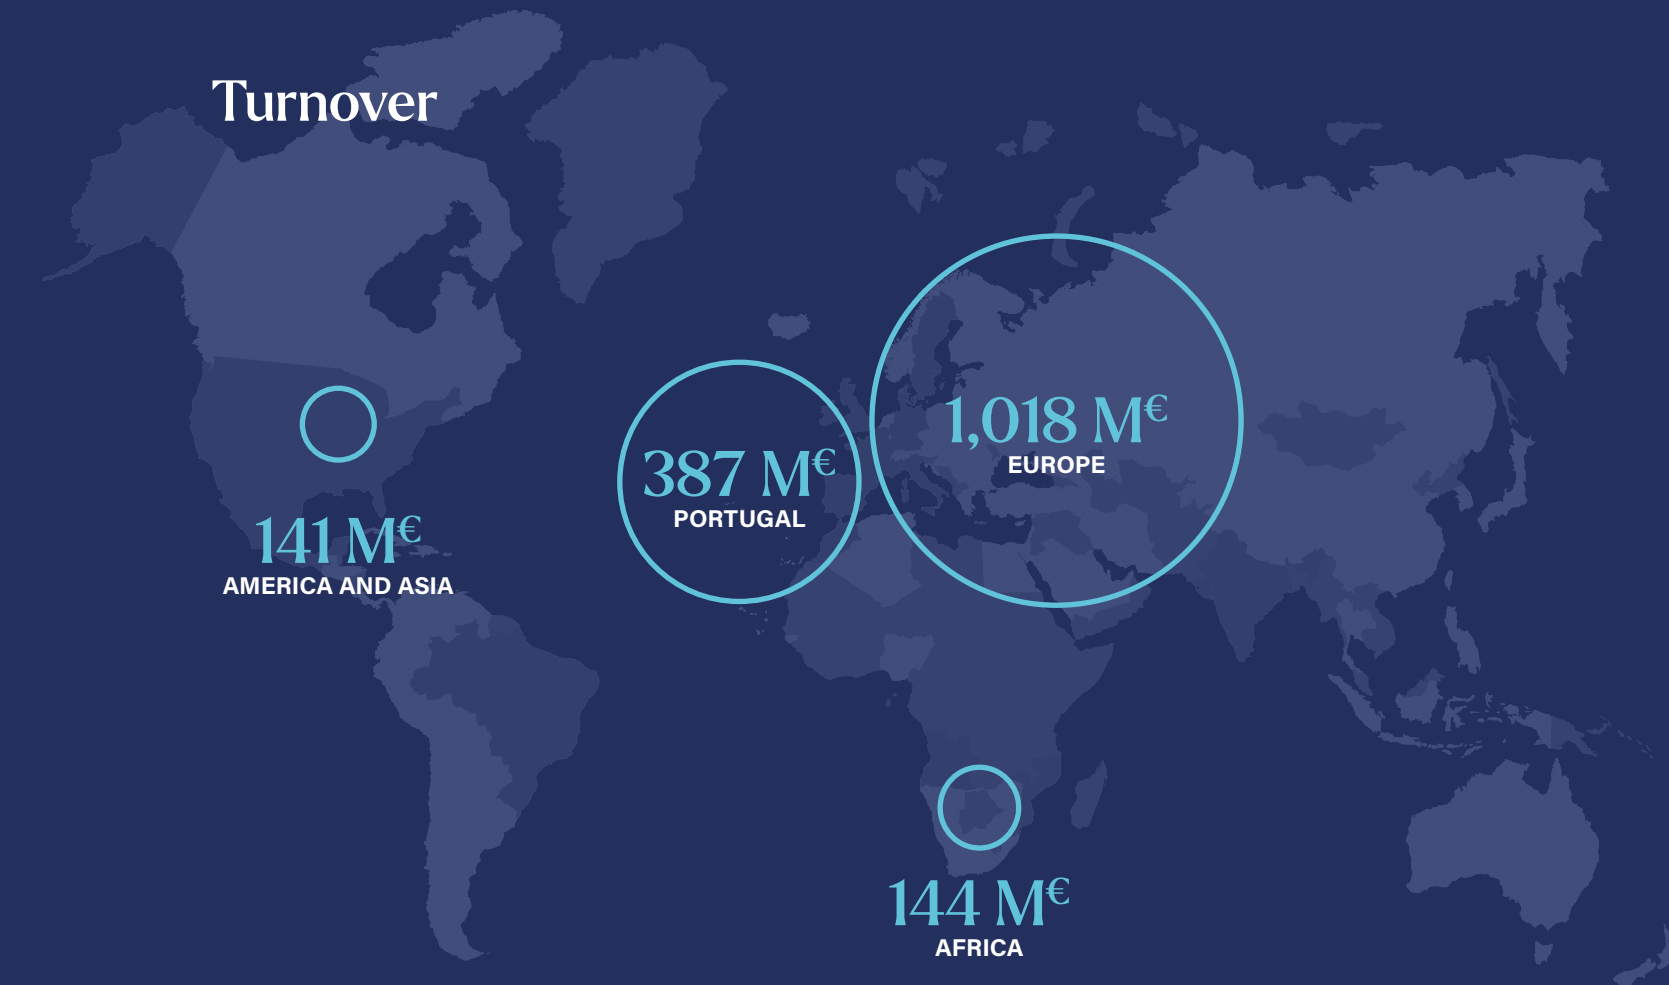 Turnover
1,018 M€
EUROPE
387 M€
PORTUGAL
141 M€
AMERICA AND ASIA
144 M€
AFRICA